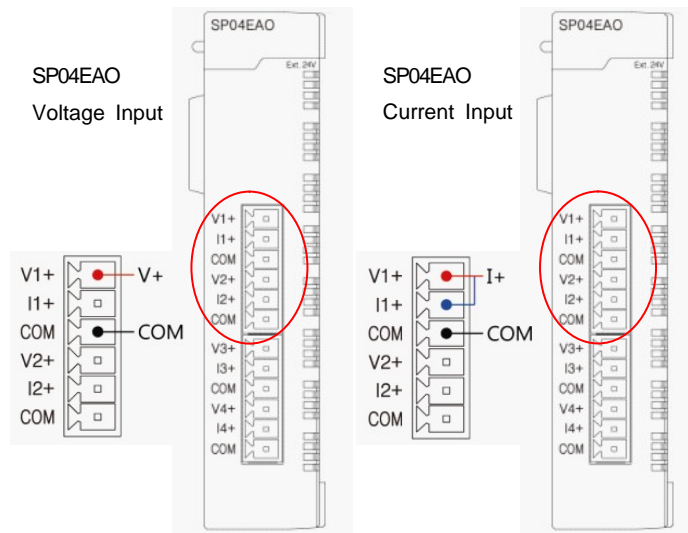 SP04EAO
Voltage Input
V1+
I1+
COM
V2+
I2+
COM
V+
COM
SP04EAO
Ext. 24V
V1+
I1+
COM
V2+
I2+
COM
V3+
I3+
COM
V4+
I4+
COM
SP04EAO
Current Input
V1+
I1+
COM
V2+
I2+
COM
I+
COM
SP04EAO
Ext. 24V
V1+
I1+
COM
V2+
I2+
COM
V3+
I3+
COM
V4+
I4+
COM